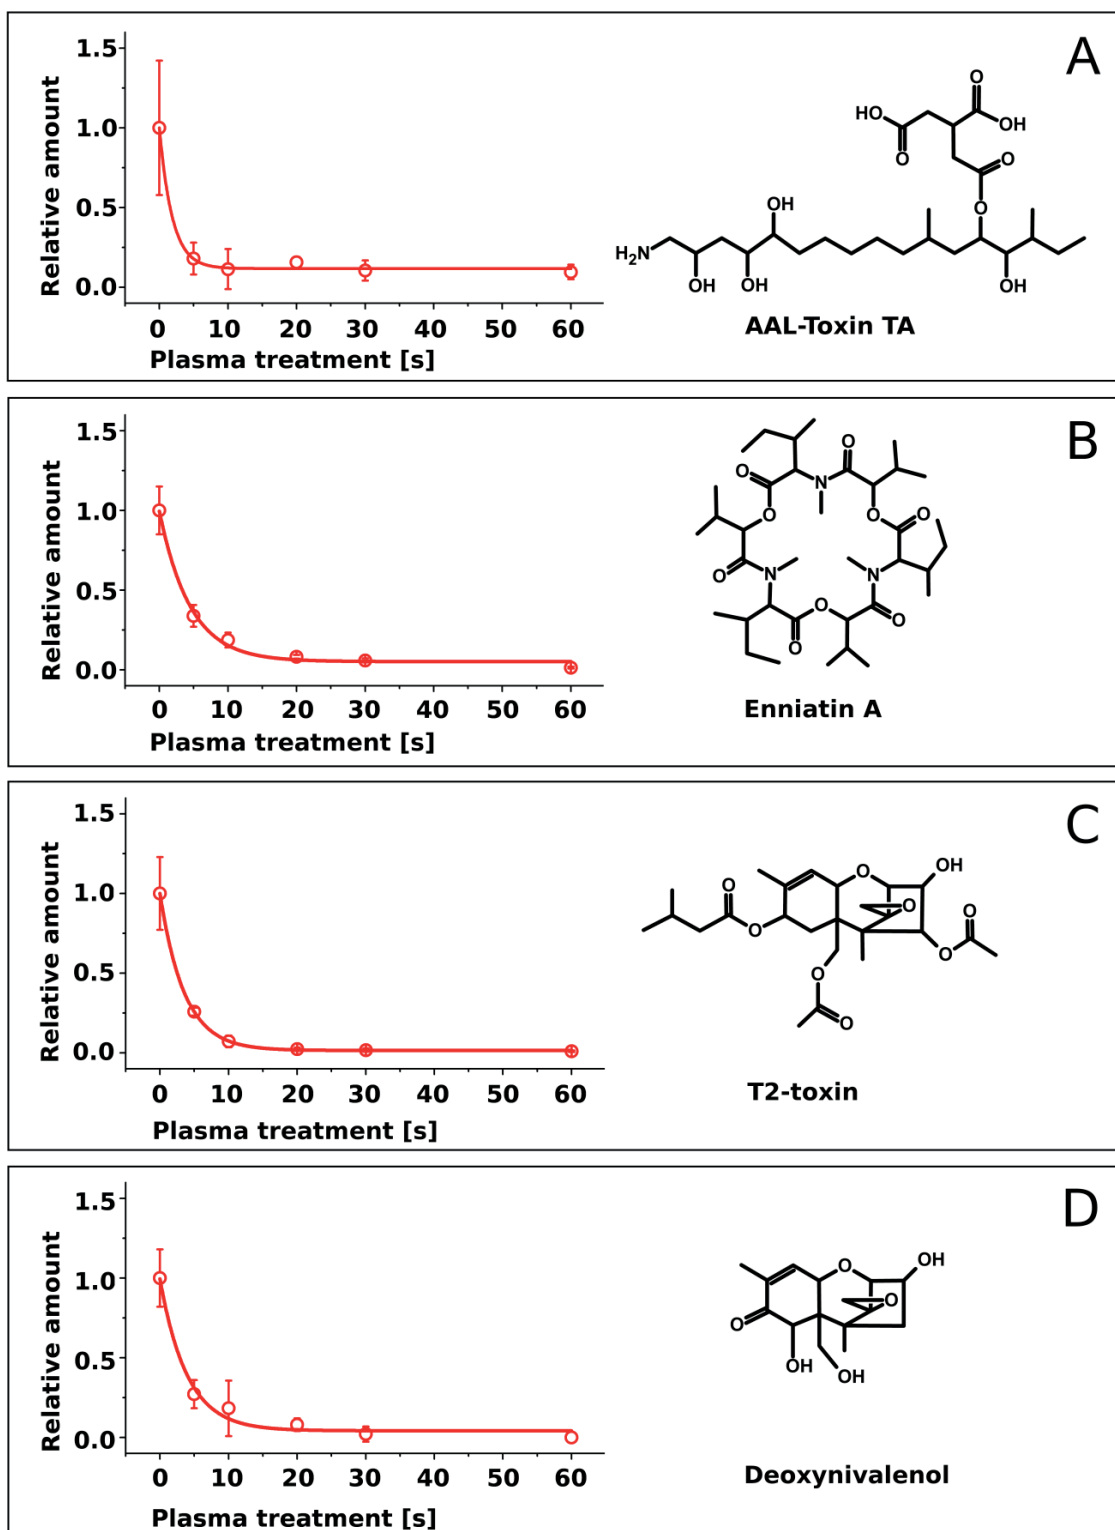 A
1.5
1.0
0.5
0.0
Relative amount
0 10 20 30 40 50 60
Plasma treatment [s]
O
HO
OH
O
O
O
OH
H2N
OH
OH
OH
AAL-Toxin TA
B
1.5
1.0
0.5
0.0
Relative amount
0 10 20 30 40 50 60
Plasma treatment [s]
O
O
N
O
O
O
O
N
N
O
O
O
O
Enniatin A
C
1.5
1.0
0.5
0.0
Relative amount
0 10 20 30 40 50 60
Plasma treatment [s]
O
OH
O
O
O
O
O
O
O
T2-toxin
D
1.5
1.0
0.5
0.0
Relative amount
0 10 20 30 40 50 60
Plasma treatment [s]
O
OH
O
O
OH
OH
Deoxynivalenol